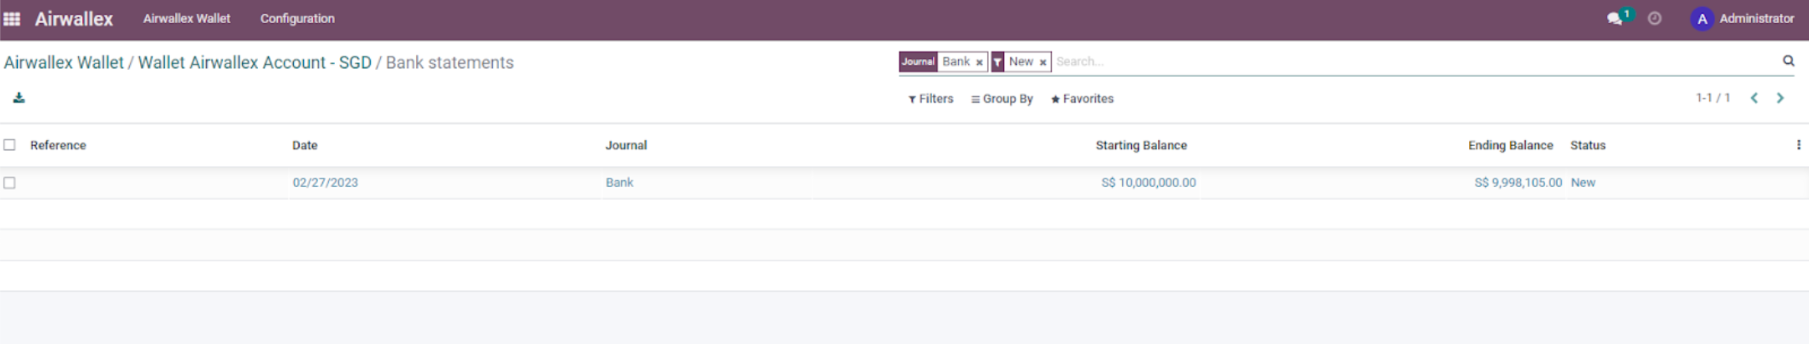 Airwallex Airwallex Wallet Configuration 1 A Administrator
Airwallex Wallet / Wallet Airwallex Account - SGD / Bank statements Journal Bank × New × Search...
Filters Group By Favorites 1-1 / 1
Reference Date Journal Starting Balance Ending Balance Status
02/27/2023 Bank S$ 10,000,000.00 S$ 9,998,105.00 New